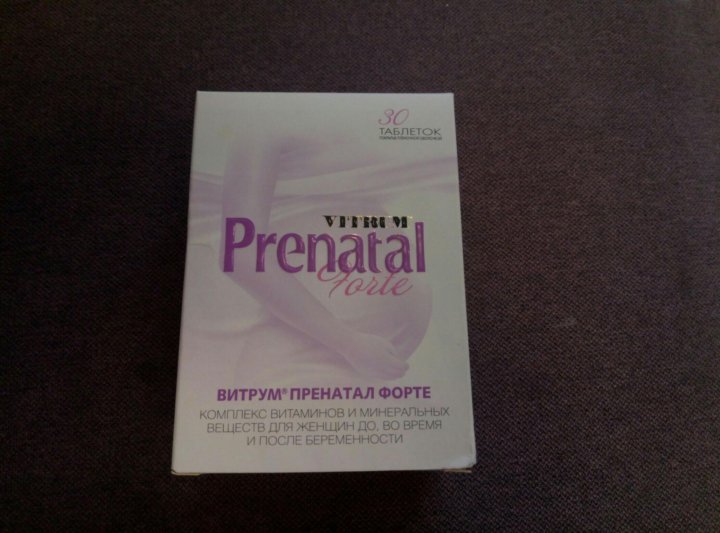 30
ТАБЛЕТОК
VITRUM
Prenatal
Forte
ВИТРУМ® ПРЕНАТАЛ ФОРТЕ
КОМПЛЕКС ВИТАМИНОВ И МИНЕРАЛЬНЫХ
ВЕЩЕСТВ ДЛЯ ЖЕНЩИН ДО, ВО ВРЕМЯ
И ПОСЛЕ БЕРЕМЕННОСТИ